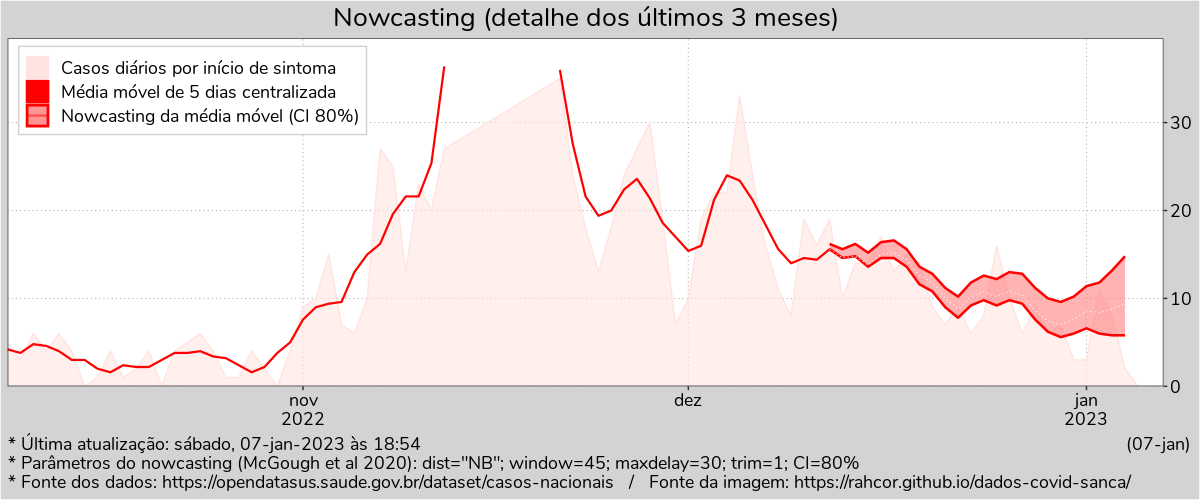 Nowcasting (detalhe dos últimos 3 meses)
Casos diários por início de sintoma
Média móvel de 5 dias centralizada
Nowcasting da média móvel (CI 80%)
30
20
10
0
nov
2022
dez
jan
2023
* Última atualização: sábado, 07-jan-2023 às 18:54
(07-jan)
* Parâmetros do nowcasting (McGough et al 2020): dist="NB"; window=45; maxdelay=30; trim=1; CI=80%
* Fonte dos dados: https://opendatasus.saude.gov.br/dataset/casos-nacionais / Fonte da imagem: https://rahcor.github.io/dados-covid-sanca/